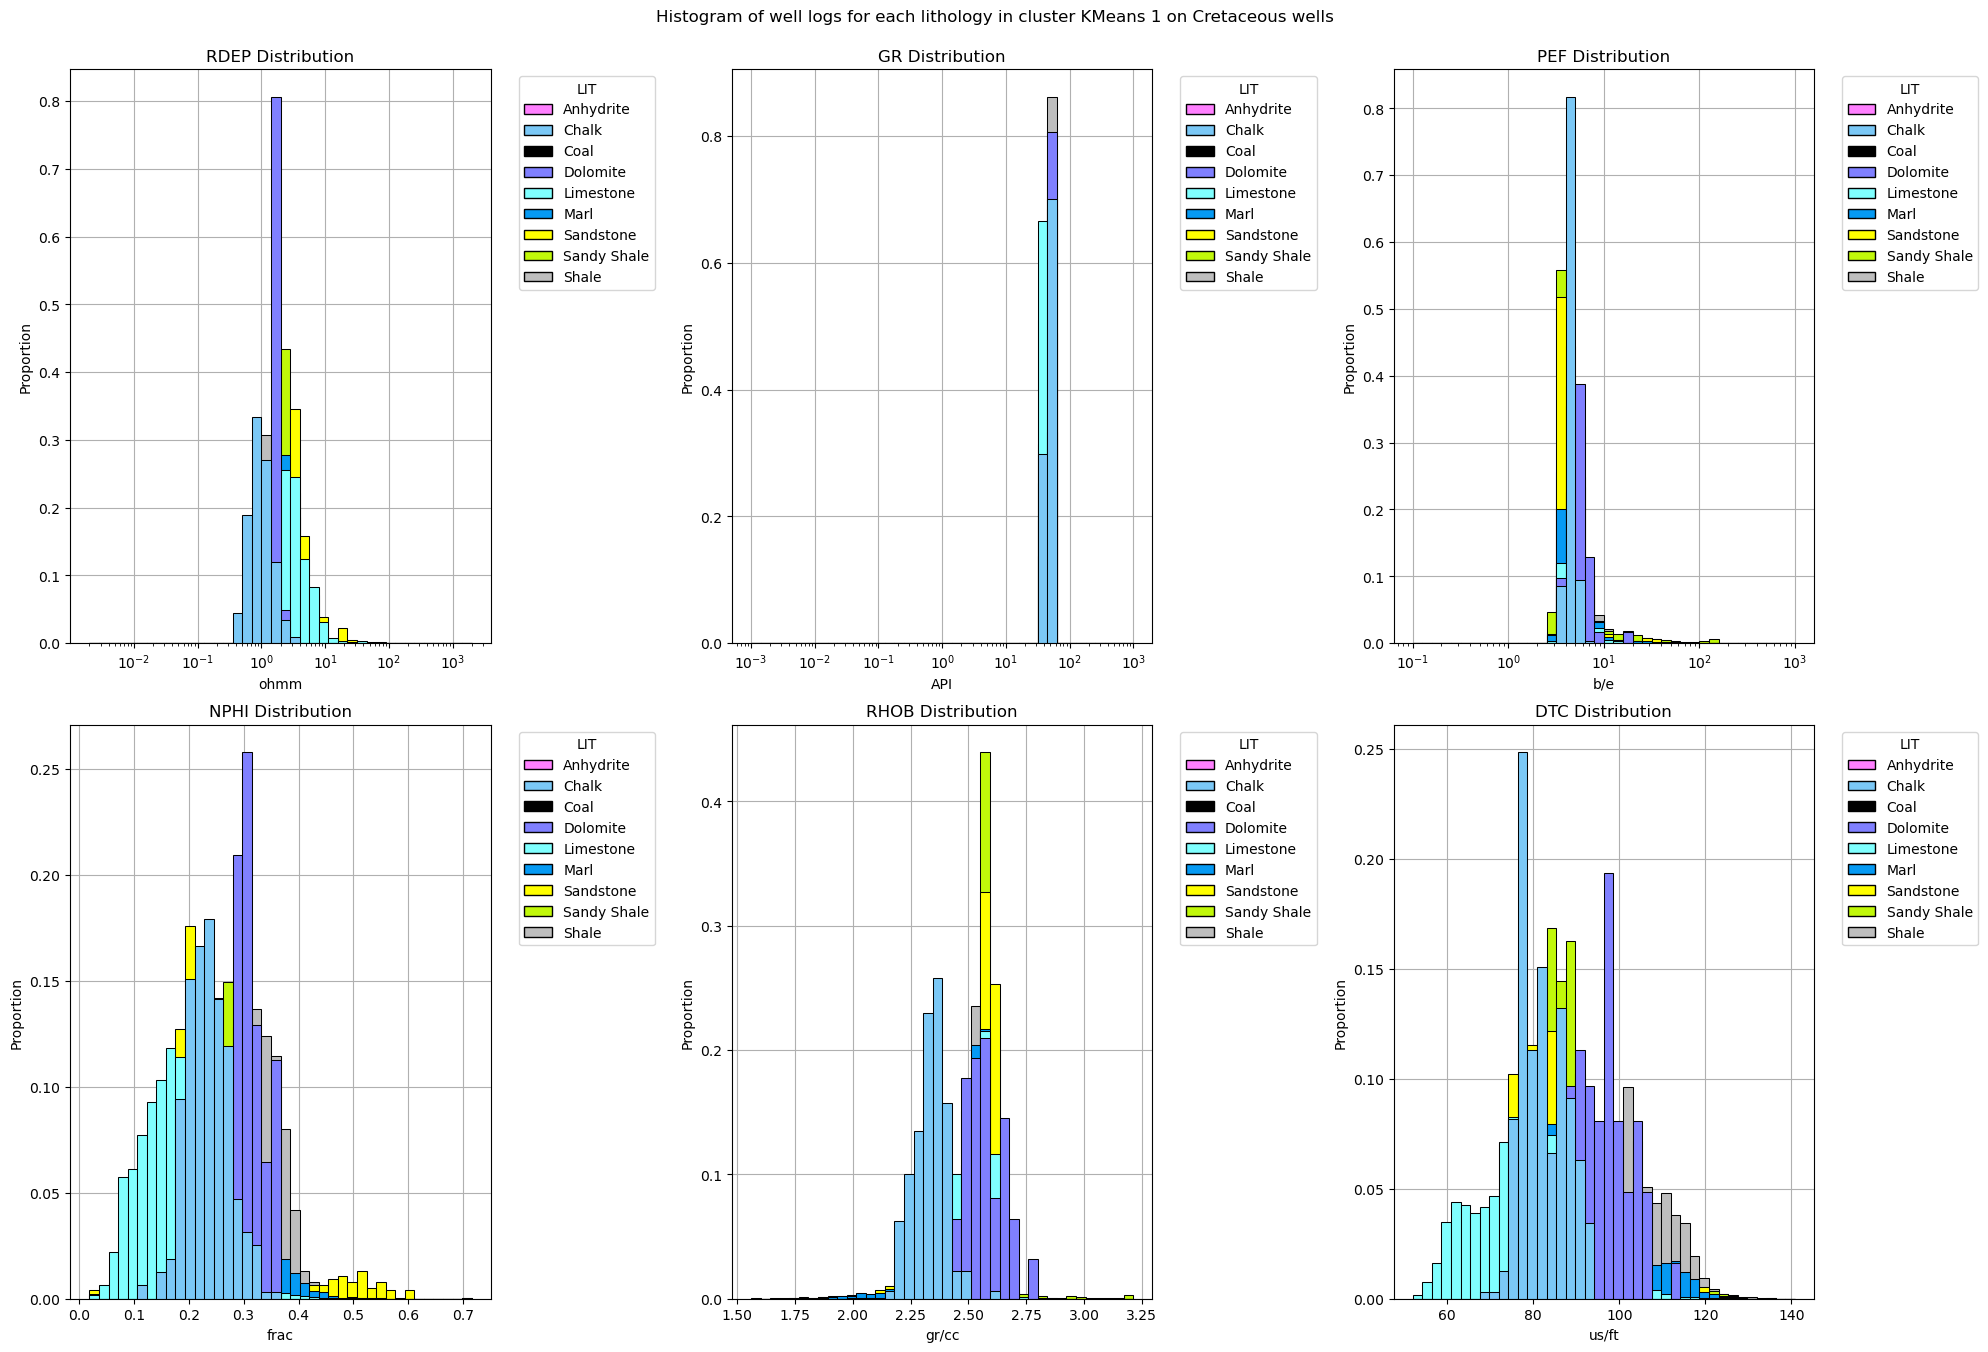 Histogram of well logs for each lithology in cluster KMeans 1 on Cretaceous wells
RDEP Distribution
Proportion
0.8
0.7
0.6
0.5
0.4
0.3
0.2
0.1
0.0
10⁻² 10⁻¹ 10⁰ 10¹ 10² 10³
ohmm
LIT
Anhydrite
Chalk
Coal
Dolomite
Limestone
Marl
Sandstone
Sandy Shale
Shale
GR Distribution
Proportion
0.8
0.6
0.4
0.2
0.0
10⁻³ 10⁻² 10⁻¹ 10⁰ 10¹ 10² 10³
API
LIT
Anhydrite
Chalk
Coal
Dolomite
Limestone
Marl
Sandstone
Sandy Shale
Shale
PEF Distribution
Proportion
0.8
0.7
0.6
0.5
0.4
0.3
0.2
0.1
0.0
10⁻¹ 10⁰ 10¹ 10² 10³
b/e
LIT
Anhydrite
Chalk
Coal
Dolomite
Limestone
Marl
Sandstone
Sandy Shale
Shale
NPHI Distribution
Proportion
0.25
0.20
0.15
0.10
0.05
0.00
0.0 0.1 0.2 0.3 0.4 0.5 0.6 0.7
frac
LIT
Anhydrite
Chalk
Coal
Dolomite
Limestone
Marl
Sandstone
Sandy Shale
Shale
RHOB Distribution
Proportion
0.4
0.3
0.2
0.1
0.0
1.50 1.75 2.00 2.25 2.50 2.75 3.00 3.25
gr/cc
LIT
Anhydrite
Chalk
Coal
Dolomite
Limestone
Marl
Sandstone
Sandy Shale
Shale
DTC Distribution
Proportion
0.25
0.20
0.15
0.10
0.05
0.00
60 80 100 120 140
us/ft
LIT
Anhydrite
Chalk
Coal
Dolomite
Limestone
Marl
Sandstone
Sandy Shale
Shale